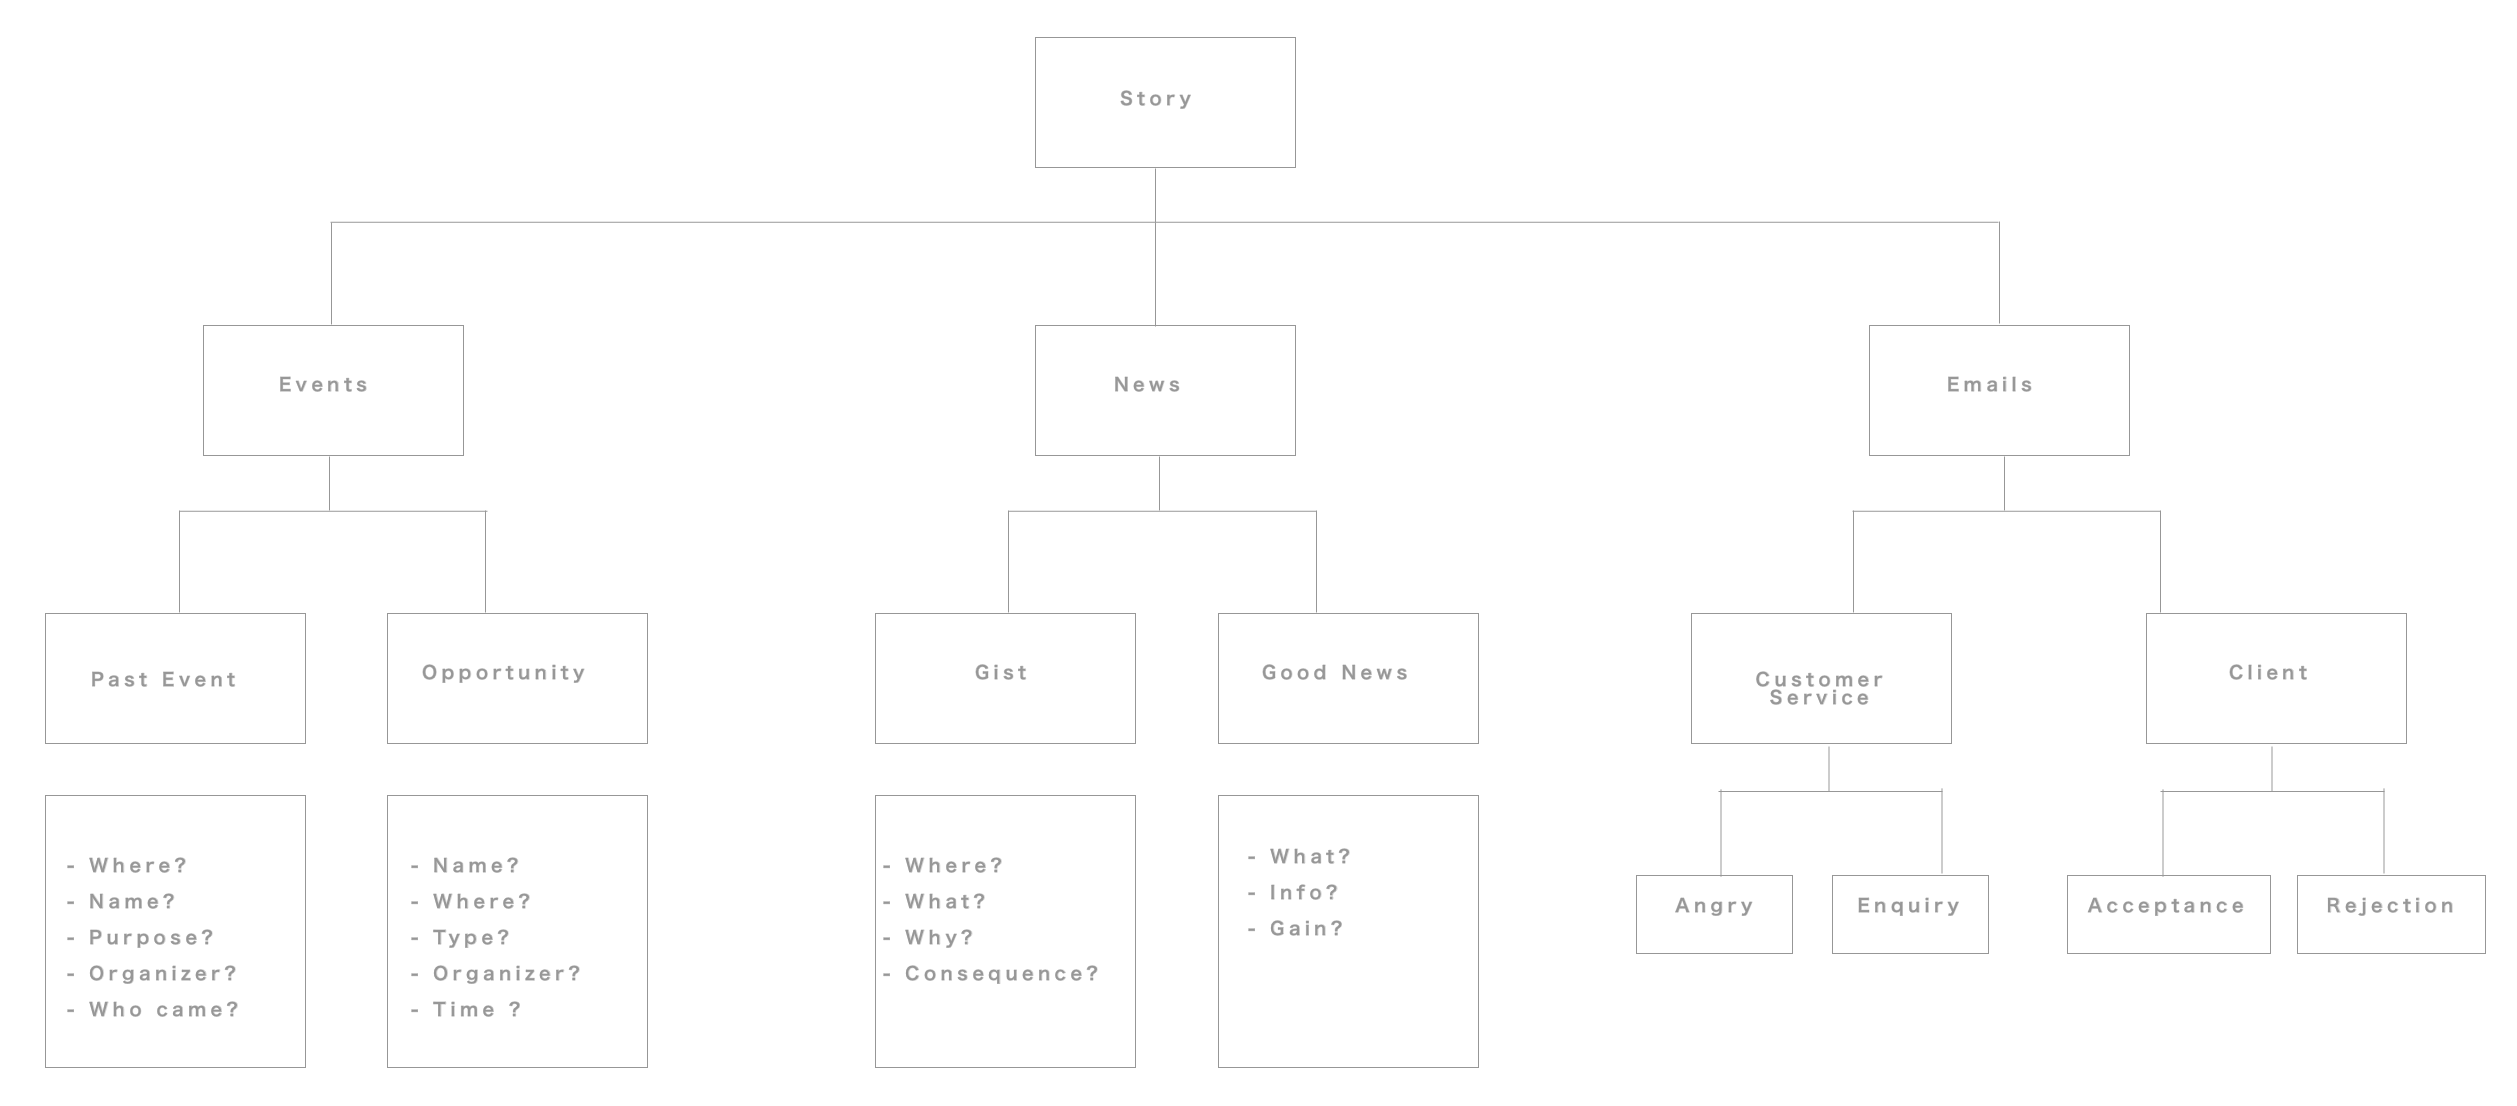 Story
Events
News
Emails
Past Event
Opportunity
Gist
Good News
Customer
Service
Client
- Where?
- Name?
- Purpose?
- Organizer?
- Who came?
- Name?
- Where?
- Type?
- Organizer?
- Time ?
- Where?
- What?
- Why?
- Consequence?
- What?
- Info?
- Gain?
Angry
Enquiry
Acceptance
Rejection